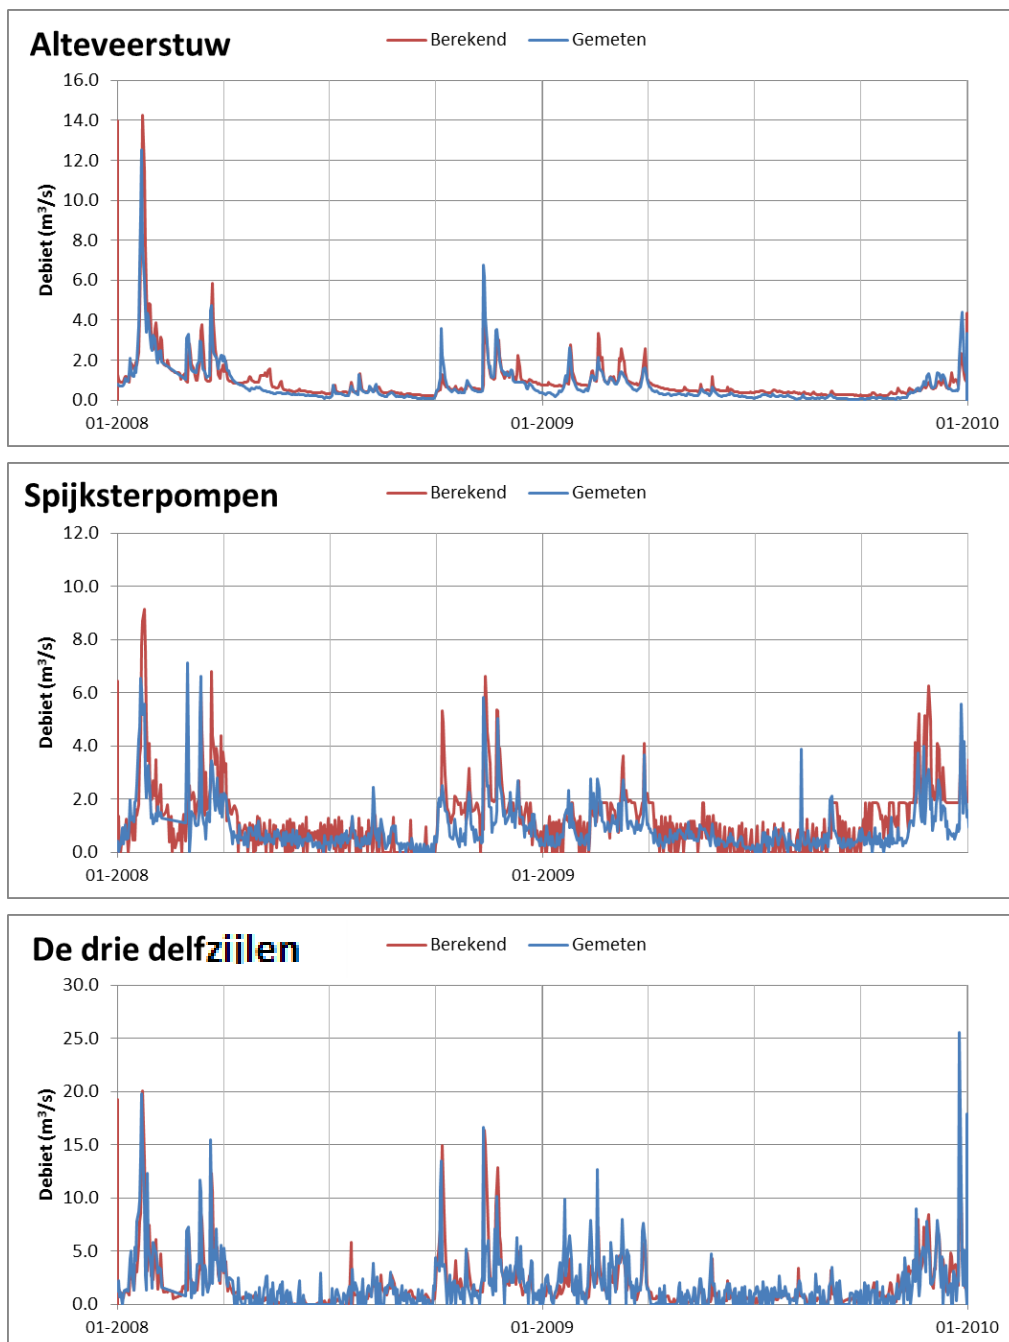 Alteveerstuw
Berekend Gemeten
Debiet (m³/s)
16.0
14.0
12.0
10.0
8.0
6.0
4.0
2.0
0.0
01-2008 01-2009 01-2010
Spijksterpompen
Berekend Gemeten
Debiet (m³/s)
12.0
10.0
8.0
6.0
4.0
2.0
0.0
01-2008 01-2009 01-2010
De drie delfzijlen
Berekend Gemeten
Debiet (m³/s)
30.0
25.0
20.0
15.0
10.0
5.0
0.0
01-2008 01-2009 01-2010